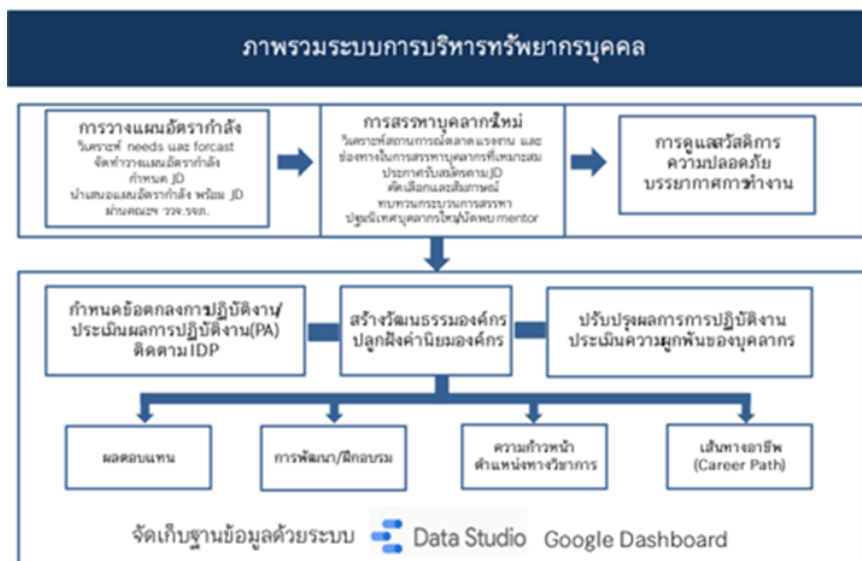 ภาพรวมระบบการบริหารทรัพยากรบุคคล
การวางแผนอัตรากำลัง
วิเคราะห์ needs และ forcast
จัดทำวางแผนอัตรากำลัง
กำหนด JD
นำเสนอแผนอัตรากำลัง พร้อม JD
ผ่านคณะฯ ววจ.รจภ.
การสรรหาบุคลากรใหม่
วิเคราะห์สถานการณ์ตลาดแรงงาน และ
ช่องทางในการสรรหาบุคลากรที่เหมาะสม
ประกาศรับสมัครตาม JD
คัดเลือกและสัมภาษณ์
ทบทวนกระบวนการสรรหา
ปฐมนิเทศบุคลากรใหม่/นัดพบ mentor
การดูแลสวัสดิการ
ความปลอดภัย
บรรยากาศการทำงาน
กำหนดข้อตกลงการปฏิบัติงาน/
ประเมินผลการปฏิบัติงาน(PA)
ติดตาม IDP
สร้างวัฒนธรรมองค์กร
ปลูกฝังค่านิยมองค์กร
ปรับปรุงผลการการปฏิบัติงาน
ประเมินความผูกพันของบุคลากร
ผลตอบแทน
การพัฒนา/ฝึกอบรม
ความก้าวหน้า
ตำแหน่งทางวิชาการ
เส้นทางอาชีพ
(Career Path)
จัดเก็บฐานข้อมูลด้วยระบบ Data Studio Google Dashboard